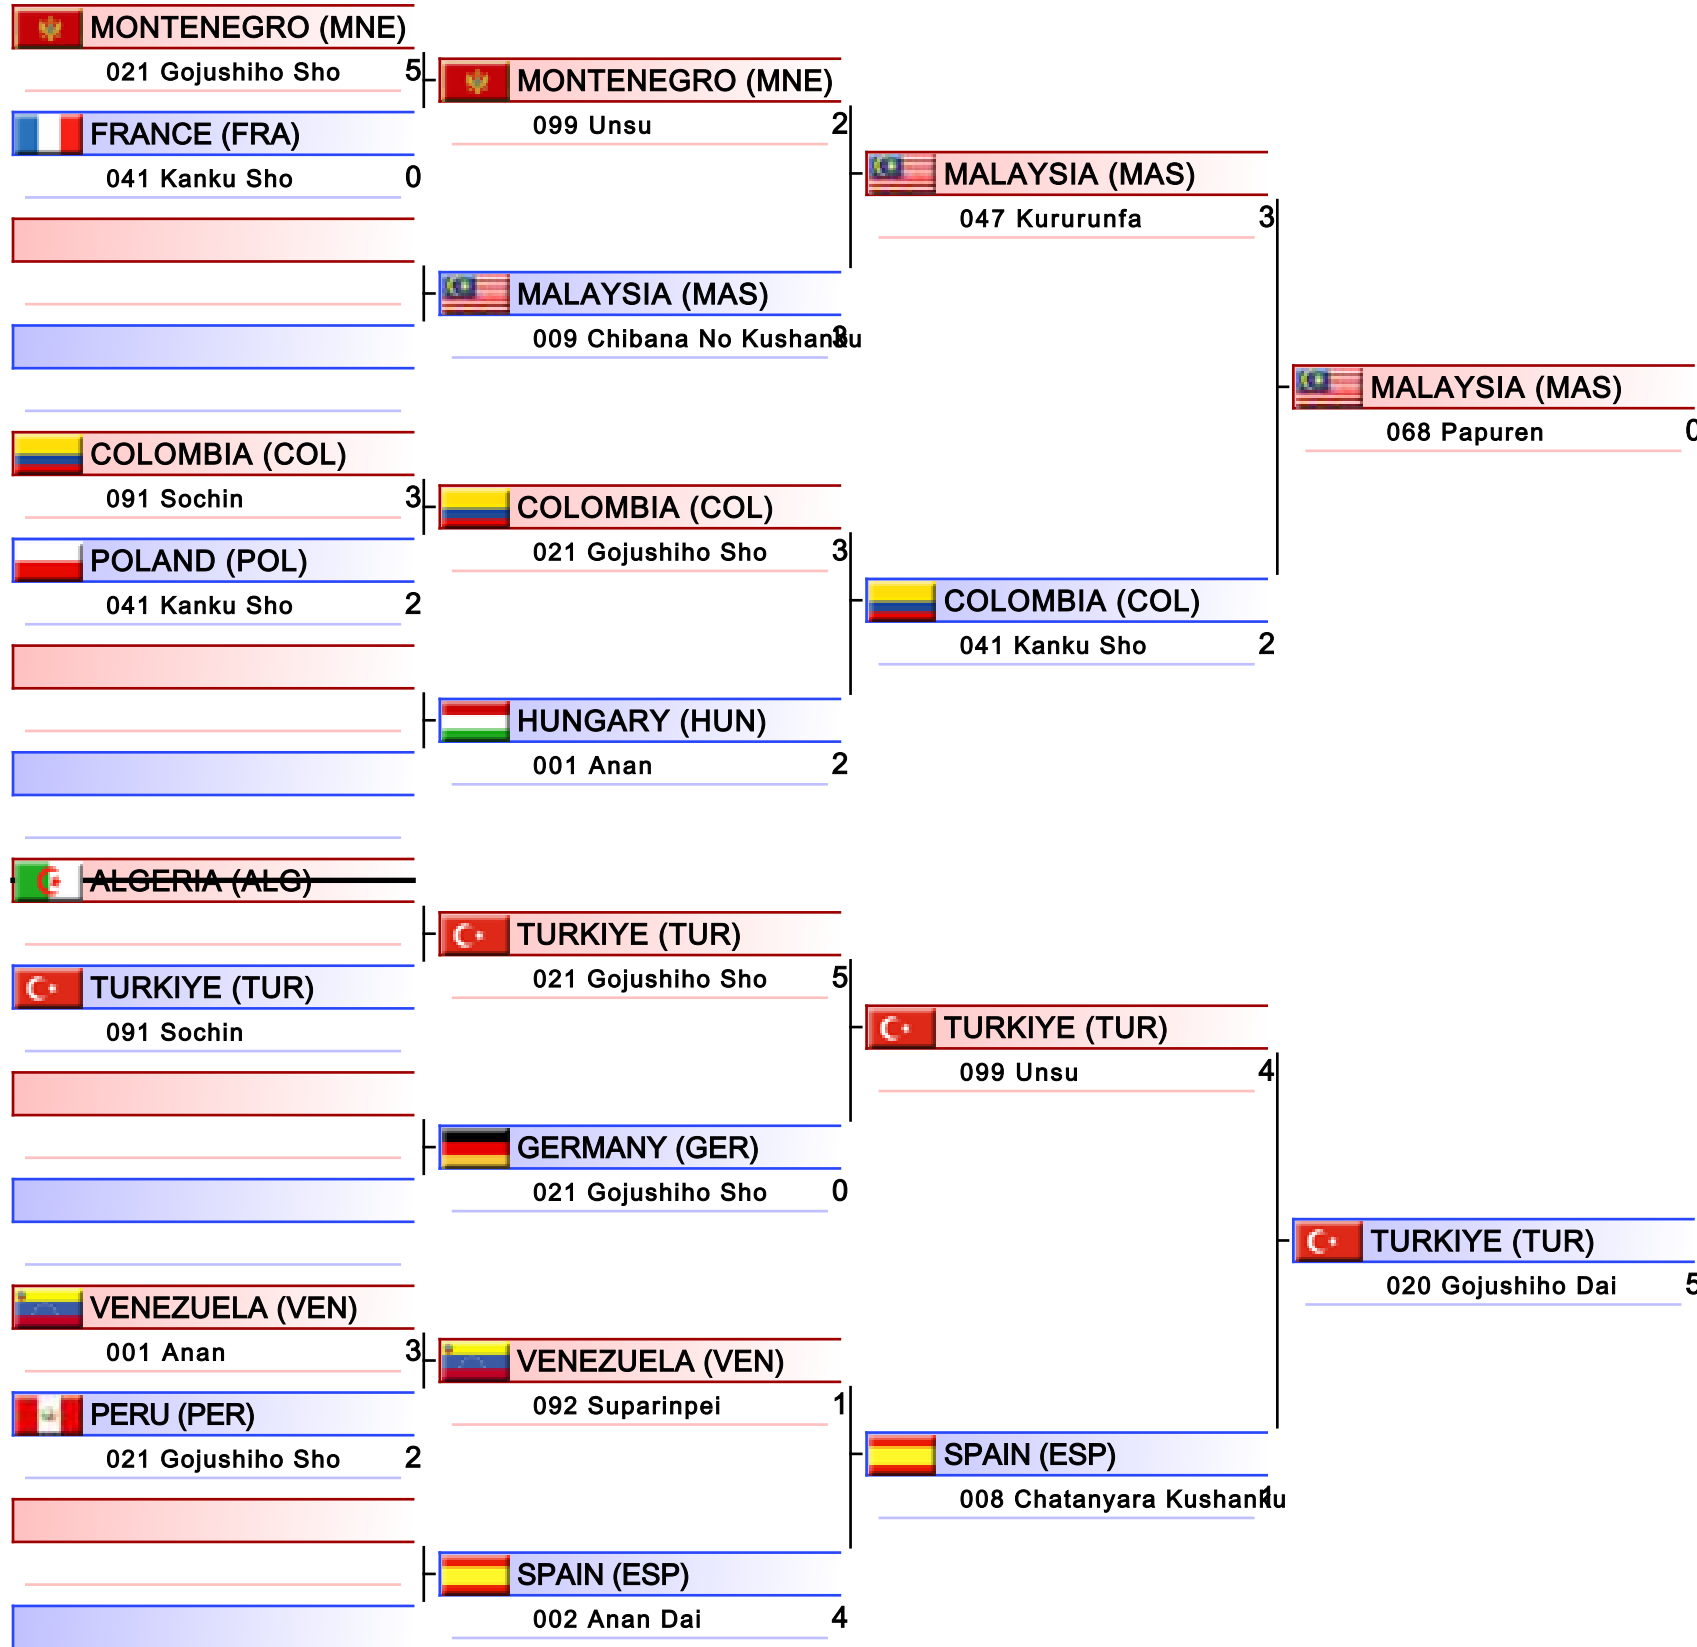 MONTENEGRO (MNE)
021 Gojushiho Sho 5
FRANCE (FRA)
041 Kanku Sho 0
COLOMBIA (COL)
091 Sochin 3
POLAND (POL)
041 Kanku Sho 2
ALGERIA (ALG)
TURKIYE (TUR)
091 Sochin
VENEZUELA (VEN)
001 Anan 3
PERU (PER)
021 Gojushiho Sho 2
MONTENEGRO (MNE)
099 Unsu 2
MALAYSIA (MAS)
009 Chibana No Kushanku 3
COLOMBIA (COL)
021 Gojushiho Sho 3
HUNGARY (HUN)
001 Anan 2
TURKIYE (TUR)
021 Gojushiho Sho 5
GERMANY (GER)
021 Gojushiho Sho 0
VENEZUELA (VEN)
092 Suparinpei 1
SPAIN (ESP)
002 Anan Dai 4
MALAYSIA (MAS)
047 Kururunfa 3
COLOMBIA (COL)
041 Kanku Sho 2
TURKIYE (TUR)
099 Unsu 4
SPAIN (ESP)
008 Chatanyara Kushanku 1
MALAYSIA (MAS)
068 Papuren 0
TURKIYE (TUR)
020 Gojushiho Dai 5